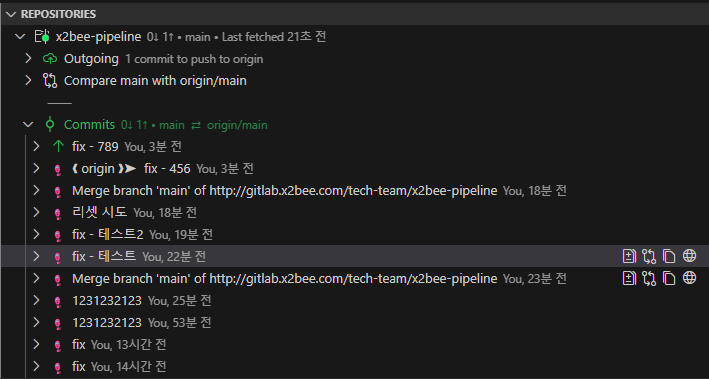 REPOSITORIES
x2bee-pipeline 0↓ 1↑ • main • Last fetched 21초 전
Outgoing 1 commit to push to origin
Compare main with origin/main
Commits 0↓ 1↑ • main ⇄ origin/main
fix - 789 You, 3분 전
❰ origin ❱➤ fix - 456 You, 3분 전
Merge branch 'main' of http://gitlab.x2bee.com/tech-team/x2bee-pipeline You, 18분 전
리셋 시도 You, 18분 전
fix - 테스트2 You, 19분 전
fix - 테스트 You, 22분 전
Merge branch 'main' of http://gitlab.x2bee.com/tech-team/x2bee-pipeline You, 23분 전
1231232123 You, 25분 전
1231232123 You, 53분 전
fix You, 13시간 전
fix You, 14시간 전